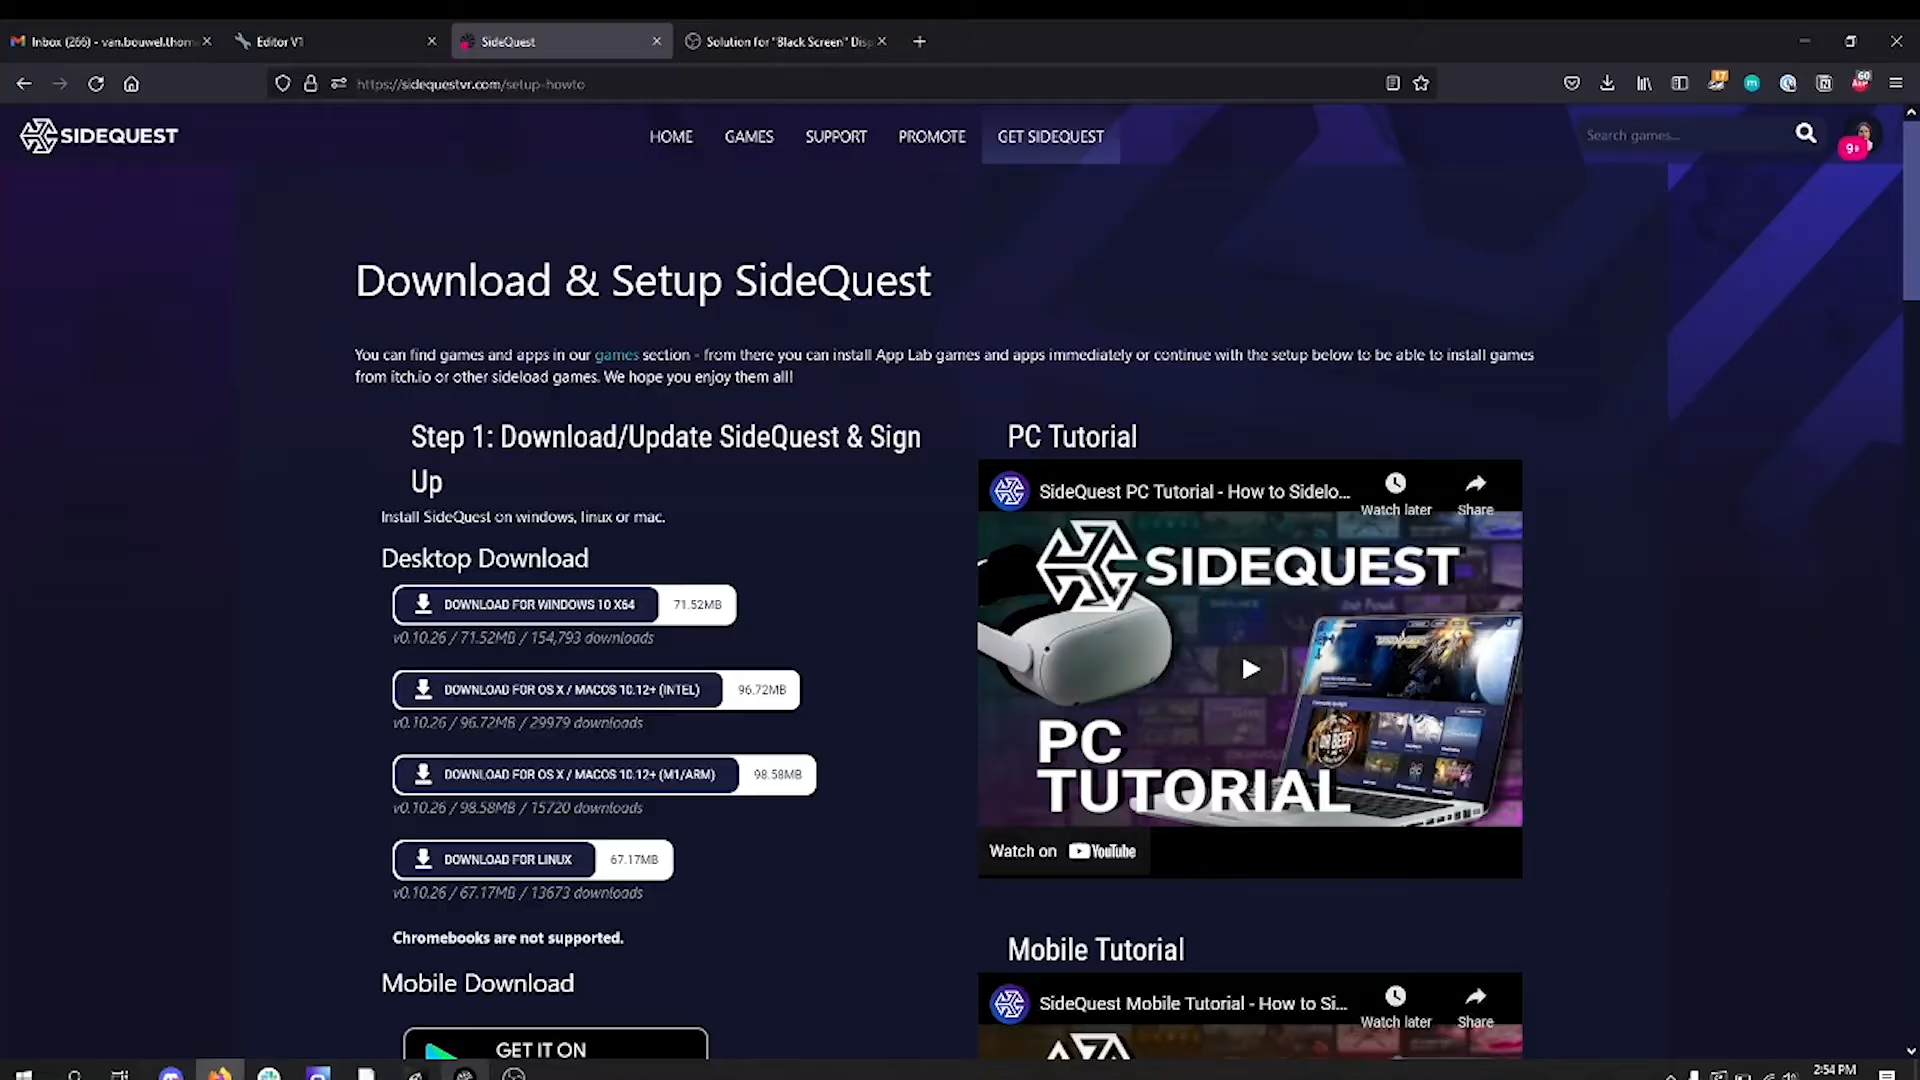 Inbox (266) - van.bouwel.thom
Editor V1
SideQuest
Solution for "Black Screen" Disp
https://sidequestvr.com/setup-howto
17
60
SIDEQUEST
HOME
GAMES
SUPPORT
PROMOTE
GET SIDEQUEST
Search games...
9+
Download & Setup SideQuest
You can find games and apps in our games section - from there you can install App Lab games and apps immediately or continue with the setup below to be able to install games
from itch.io or other sideload games. We hope you enjoy them all!
Step 1: Download/Update SideQuest & Sign
Up
Install SideQuest on windows, linux or mac.
Desktop Download
DOWNLOAD FOR WINDOWS 10 X64
71.52MB
v0.10.26 / 71.52MB / 154,793 downloads
DOWNLOAD FOR OS X / MACOS 10.12+ (INTEL)
96.72MB
v0.10.26 / 96.72MB / 29979 downloads
DOWNLOAD FOR OS X / MACOS 10.12+ (M1/ARM)
98.58MB
v0.10.26 / 98.58MB / 15720 downloads
DOWNLOAD FOR LINUX
67.17MB
v0.10.26 / 67.17MB / 13673 downloads
Chromebooks are not supported.
Mobile Download
GET IT ON
PC Tutorial
SideQuest PC Tutorial - How to Sidelo...
Watch later
Share
SIDEQUEST
PC
TUTORIAL
Watch on YouTube
Mobile Tutorial
SideQuest Mobile Tutorial - How to Si...
Watch later
Share
2:54 PM